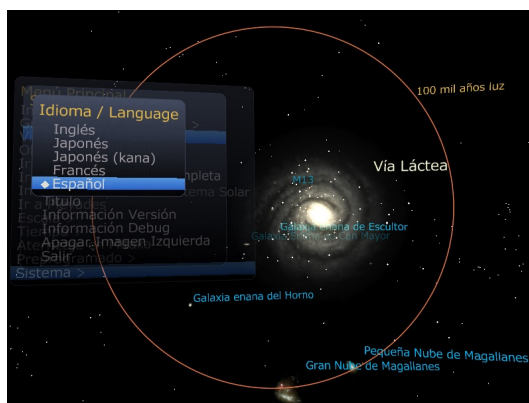 Menú Principal
Idioma / Language
Inglés
Japonés
Japonés (kana)
Francés
Español
Título
Información Versión
Información Debug
Apagar Imagen Izquierda
Salir
Sistema >
100 mil años luz
Vía Láctea
M13
Galaxia enana de Escultor
Galaxia enana del Horno
Pequeña Nube de Magallanes
Gran Nube de Magallanes